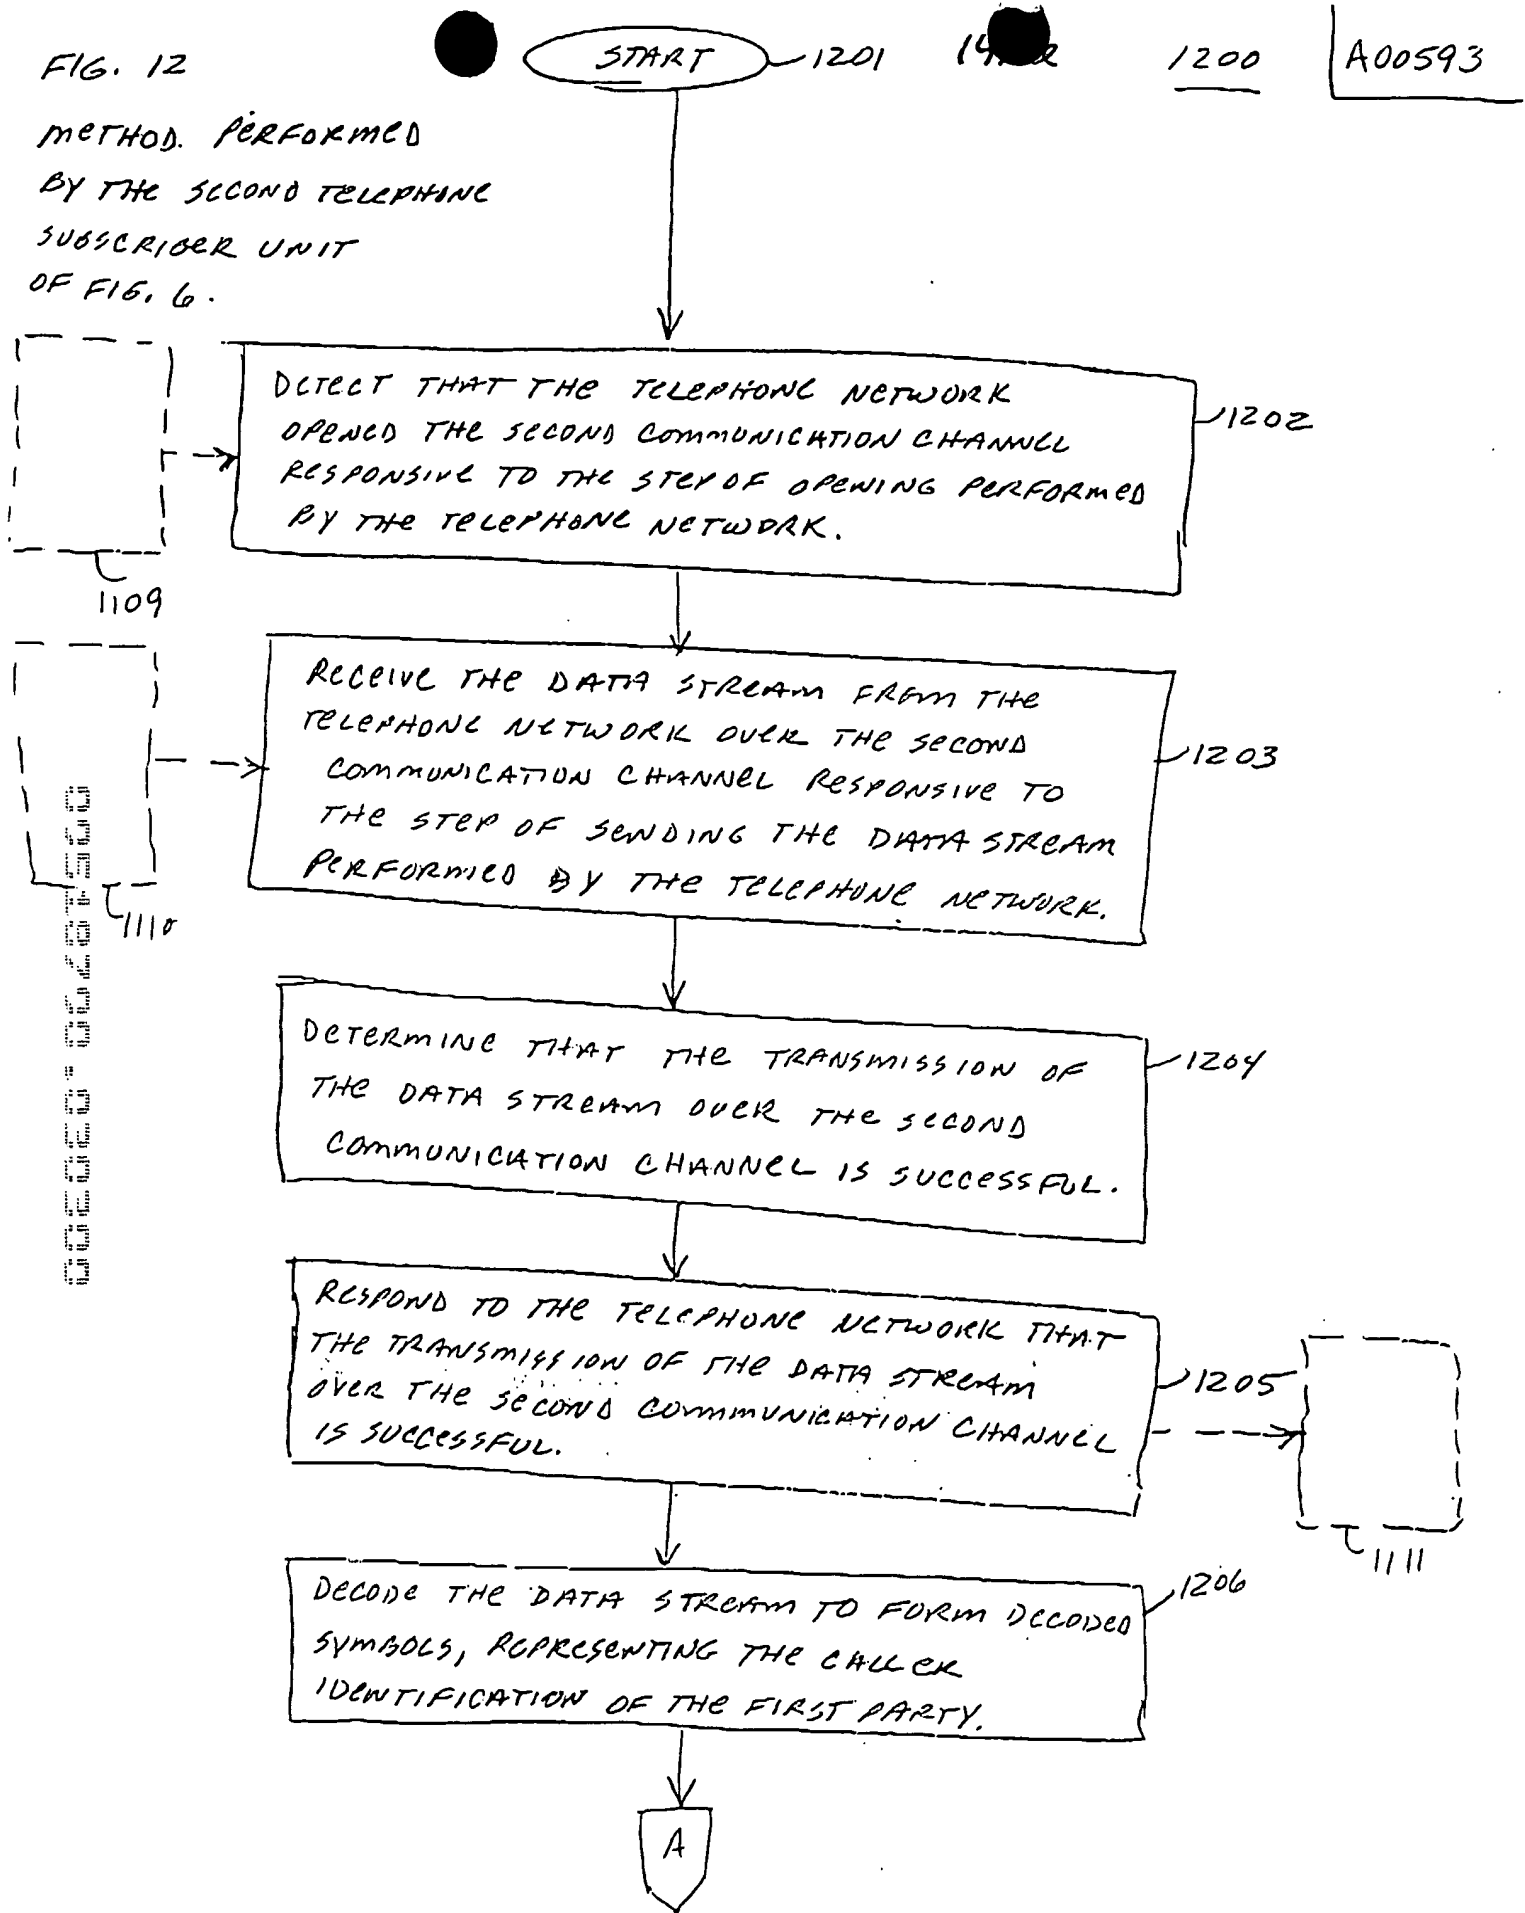 FIG. 12
START
1201
1200
A00593
METHOD. PERFORMED
BY THE SECOND TELEPHONE
SUBSCRIBER UNIT
OF FIG. 6.
DETECT THAT THE TELEPHONE NETWORK
OPENED THE SECOND COMMUNICATION CHANNEL
RESPONSIVE TO THE STEP OF OPENING PERFORMED
BY THE TELEPHONE NETWORK.
1202
1109
RECEIVE THE DATA STREAM FROM THE
TELEPHONE NETWORK OVER THE SECOND
COMMUNICATION CHANNEL RESPONSIVE TO
THE STEP OF SENDING THE DATA STREAM
PERFORMED BY THE TELEPHONE NETWORK.
1203
1110
DETERMINE THAT THE TRANSMISSION OF
THE DATA STREAM OVER THE SECOND
COMMUNICATION CHANNEL IS SUCCESSFUL.
1204
RESPOND TO THE TELEPHONE NETWORK THAT
THE TRANSMISSION OF THE DATA STREAM
OVER THE SECOND COMMUNICATION CHANNEL
IS SUCCESSFUL.
1205
1111
DECODE THE DATA STREAM TO FORM DECODED
SYMBOLS, REPRESENTING THE CALLER
IDENTIFICATION OF THE FIRST PARTY.
1206
A